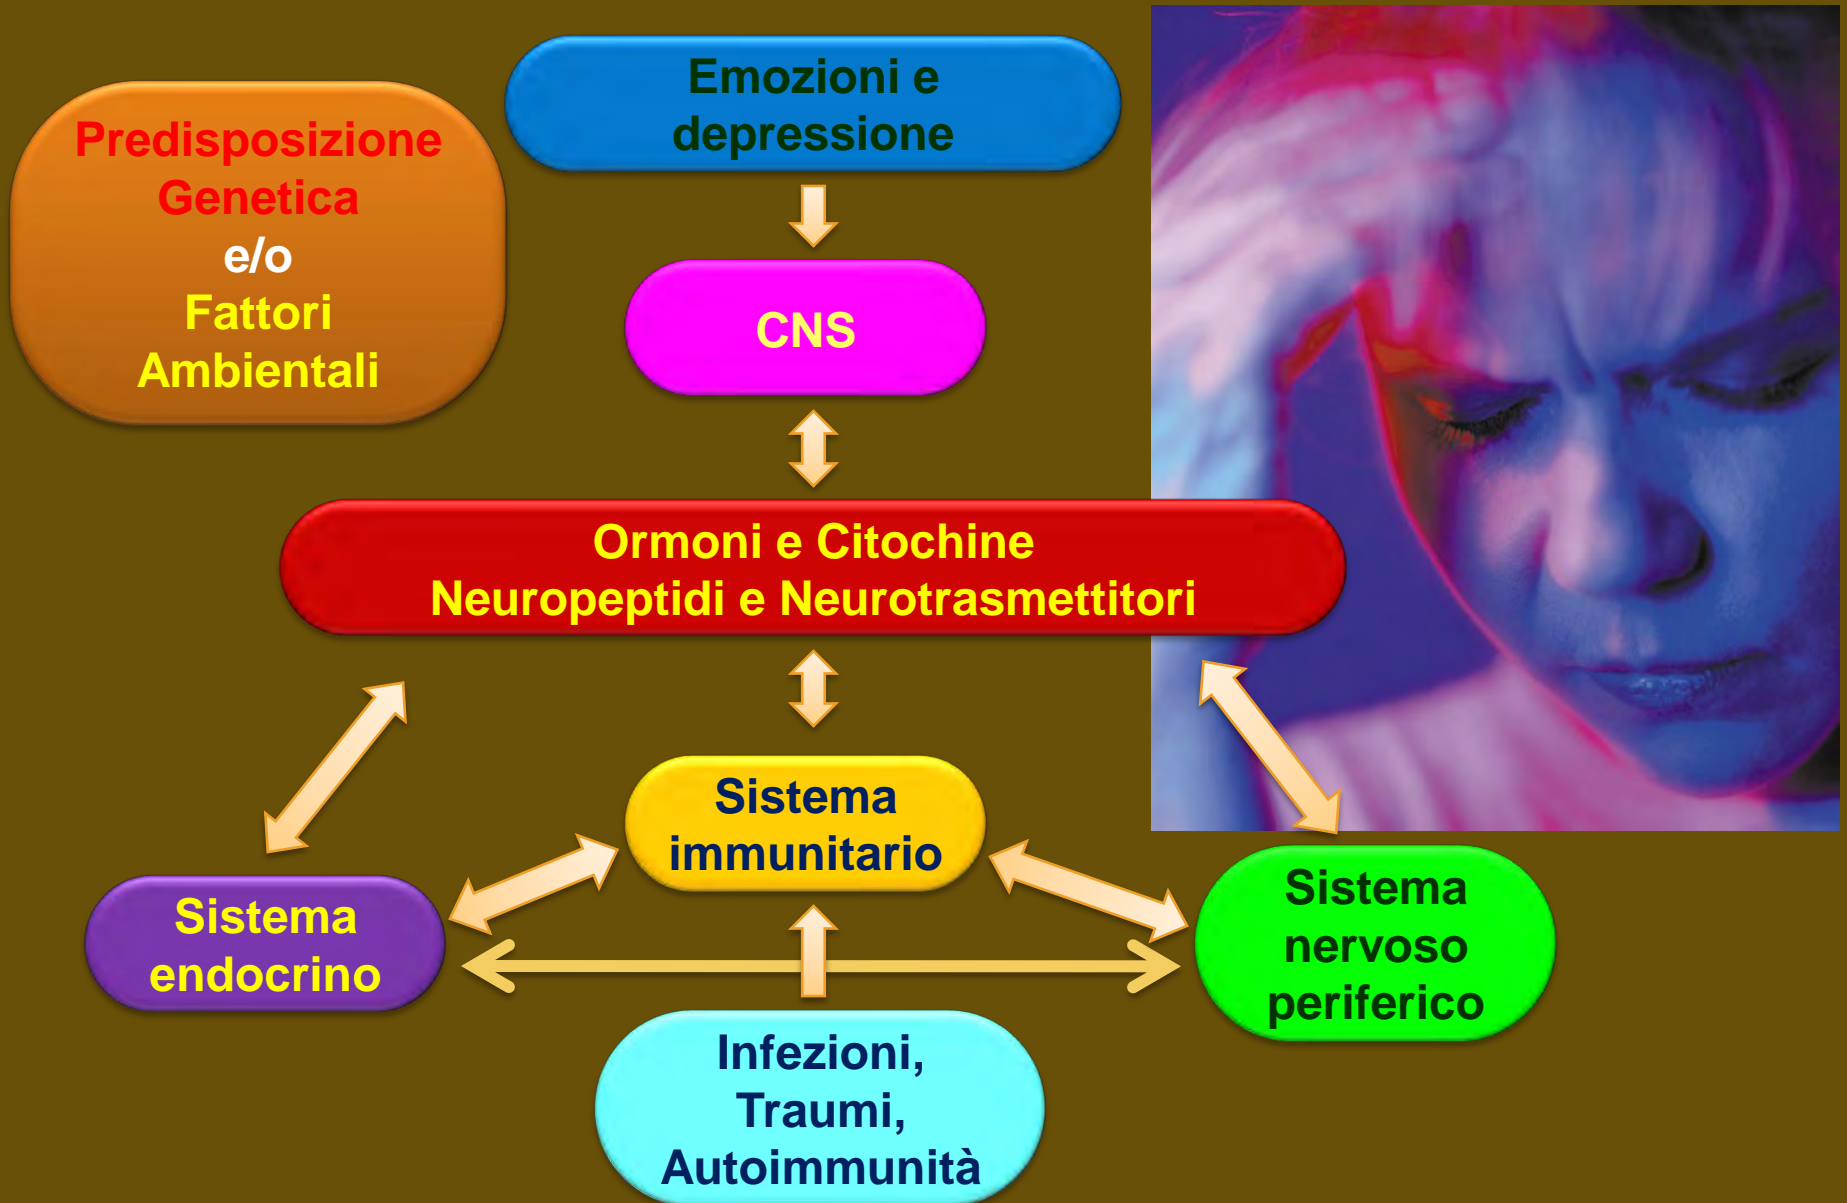 Emozioni e
depressione
Predisposizione
Genetica
e/o
Fattori
Ambientali
CNS
Ormoni e Citochine
Neuropeptidi e Neurotrasmettitori
Sistema
immunitario
Sistema
endocrino
Sistema
nervoso
periferico
Infezioni,
Traumi,
Autoimmunità